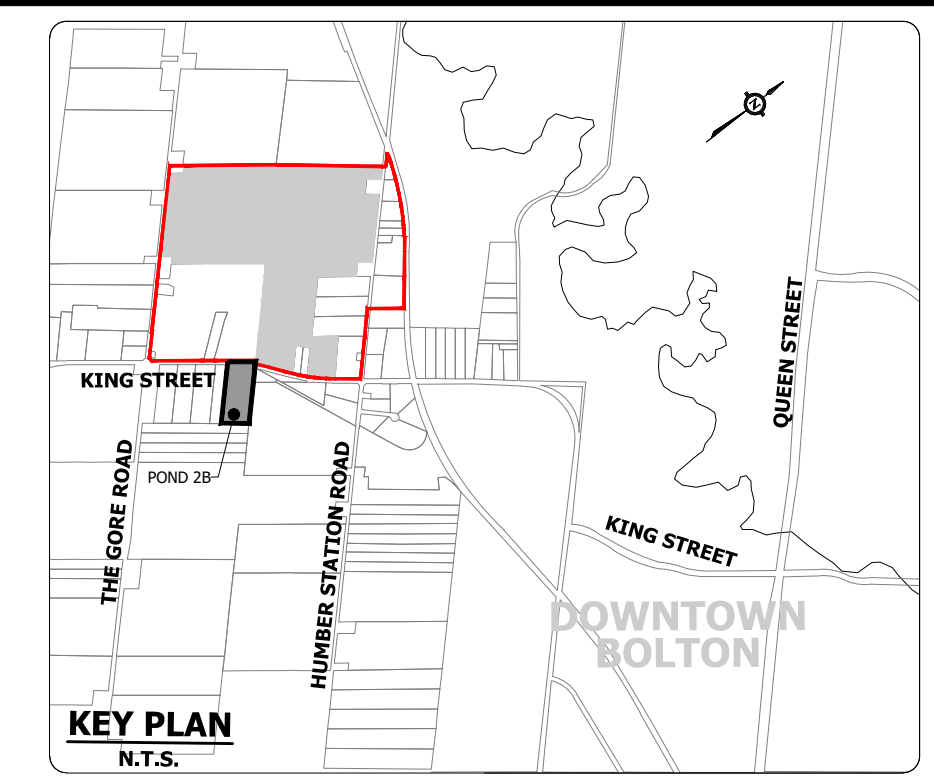 N
QUEEN STREET
KING STREET
THE GORE ROAD
POND 2B
HUMBER STATION ROAD
KING STREET
DOWNTOWN
BOLTON
KEY PLAN
N.T.S.